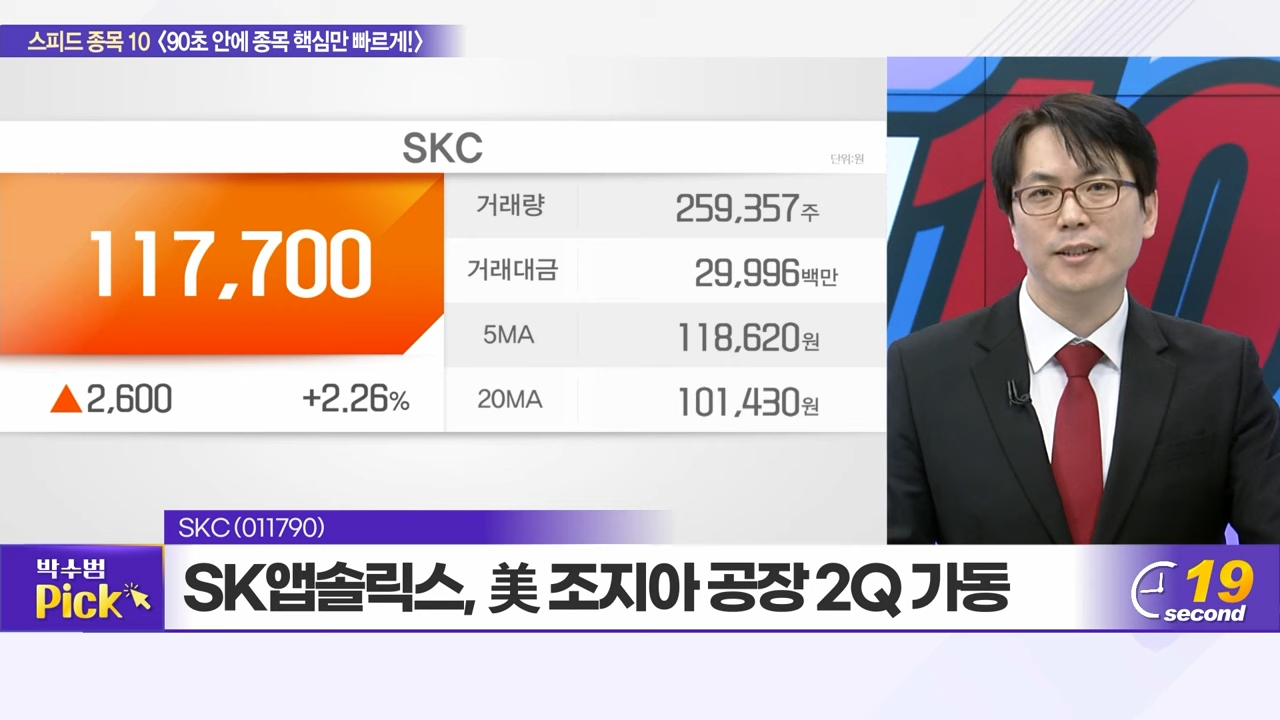 스피드 종목 10 〈90초 안에 종목 핵심만 빠르게!〉
SKC
단위:원
117,700
▲2,600 +2.26%
거래량 259,357주
거래대금 29,996백만
5MA 118,620원
20MA 101,430원
10
SKC(011790)
박수범
Pick
SK앱솔릭스, 美 조지아 공장 2Q 가동
19
second